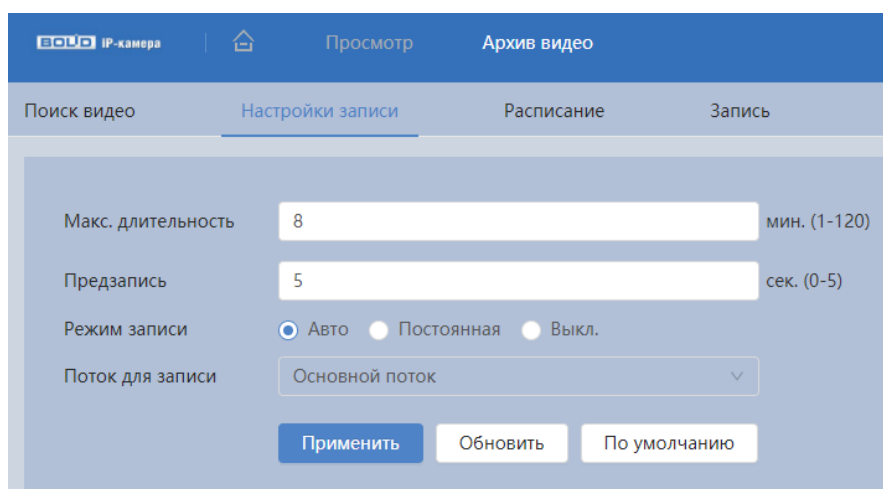 BOLID IP-камера Просмотр Архив видео
Поиск видео Настройки записи Расписание Запись
Макс. длительность 8 мин. (1-120)
Предзапись 5 сек. (0-5)
Режим записи Авто Постоянная Выкл.
Поток для записи Основной поток
Применить Обновить По умолчанию